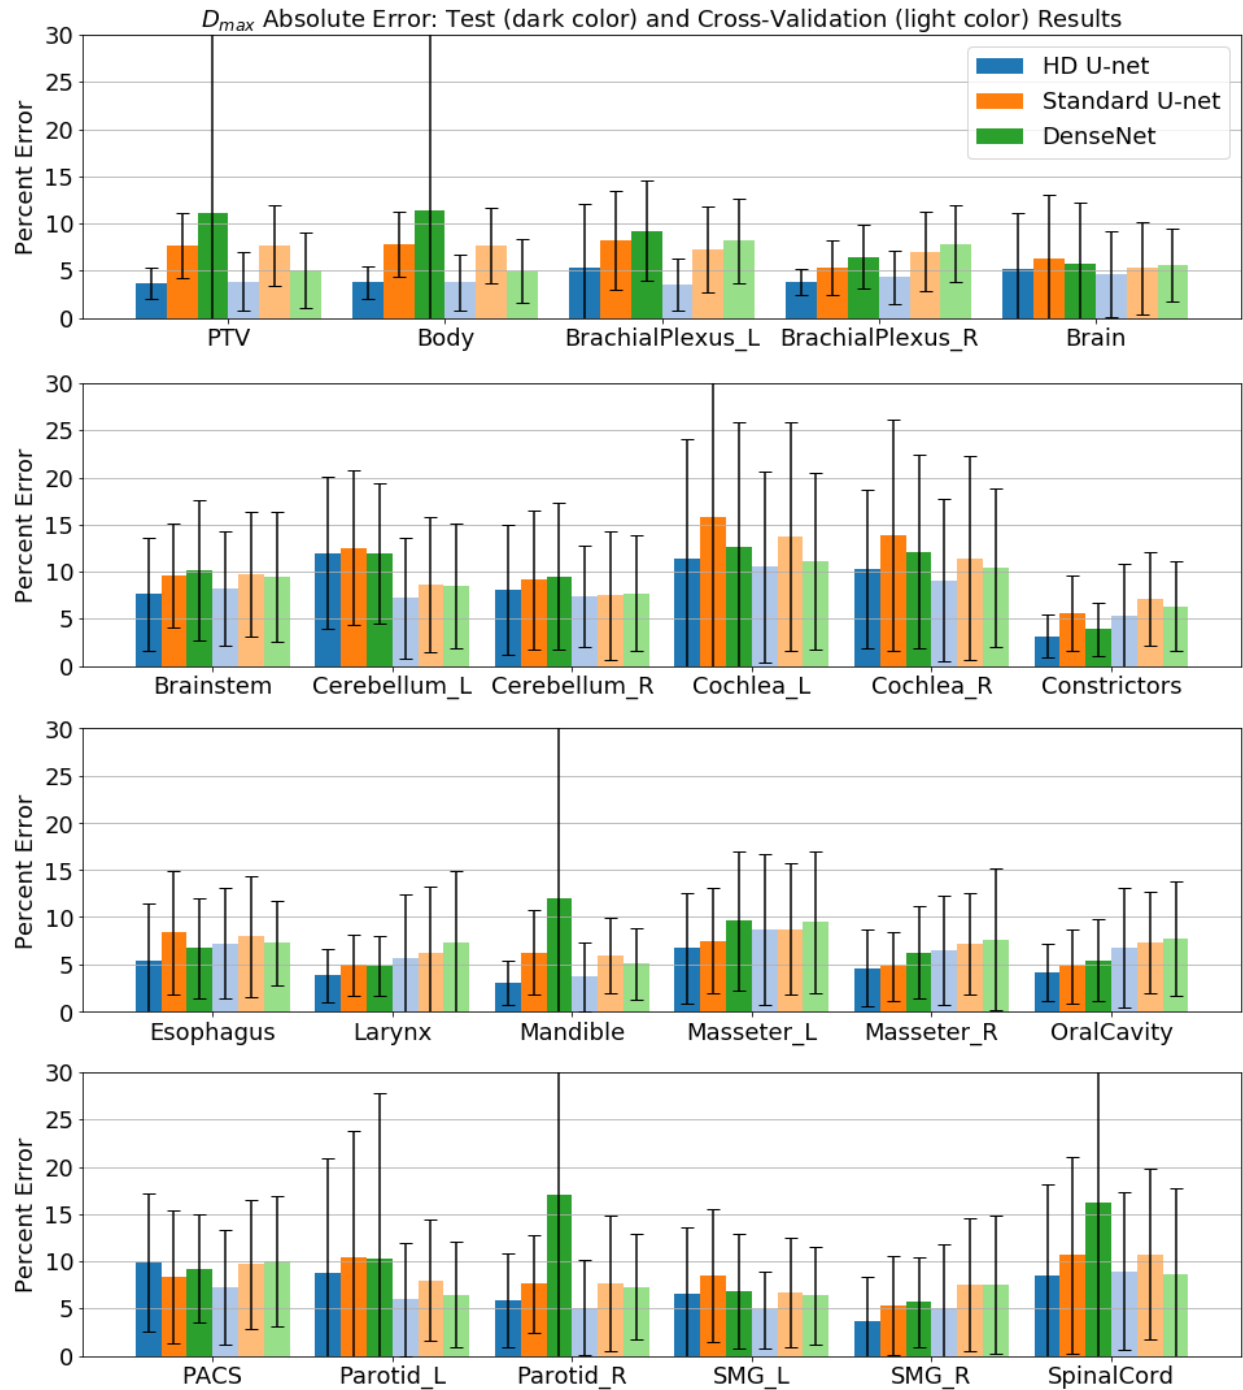 D_max Absolute Error: Test (dark color) and Cross-Validation (light color) Results
HD U-net
Standard U-net
DenseNet
Percent Error
30
25
20
15
10
5
0
PTV Body BrachialPlexus_L BrachialPlexus_R Brain
Percent Error
30
25
20
15
10
5
0
Brainstem Cerebellum_L Cerebellum_R Cochlea_L Cochlea_R Constrictors
Percent Error
30
25
20
15
10
5
0
Esophagus Larynx Mandible Masseter_L Masseter_R OralCavity
Percent Error
30
25
20
15
10
5
0
PACS Parotid_L Parotid_R SMG_L SMG_R SpinalCord